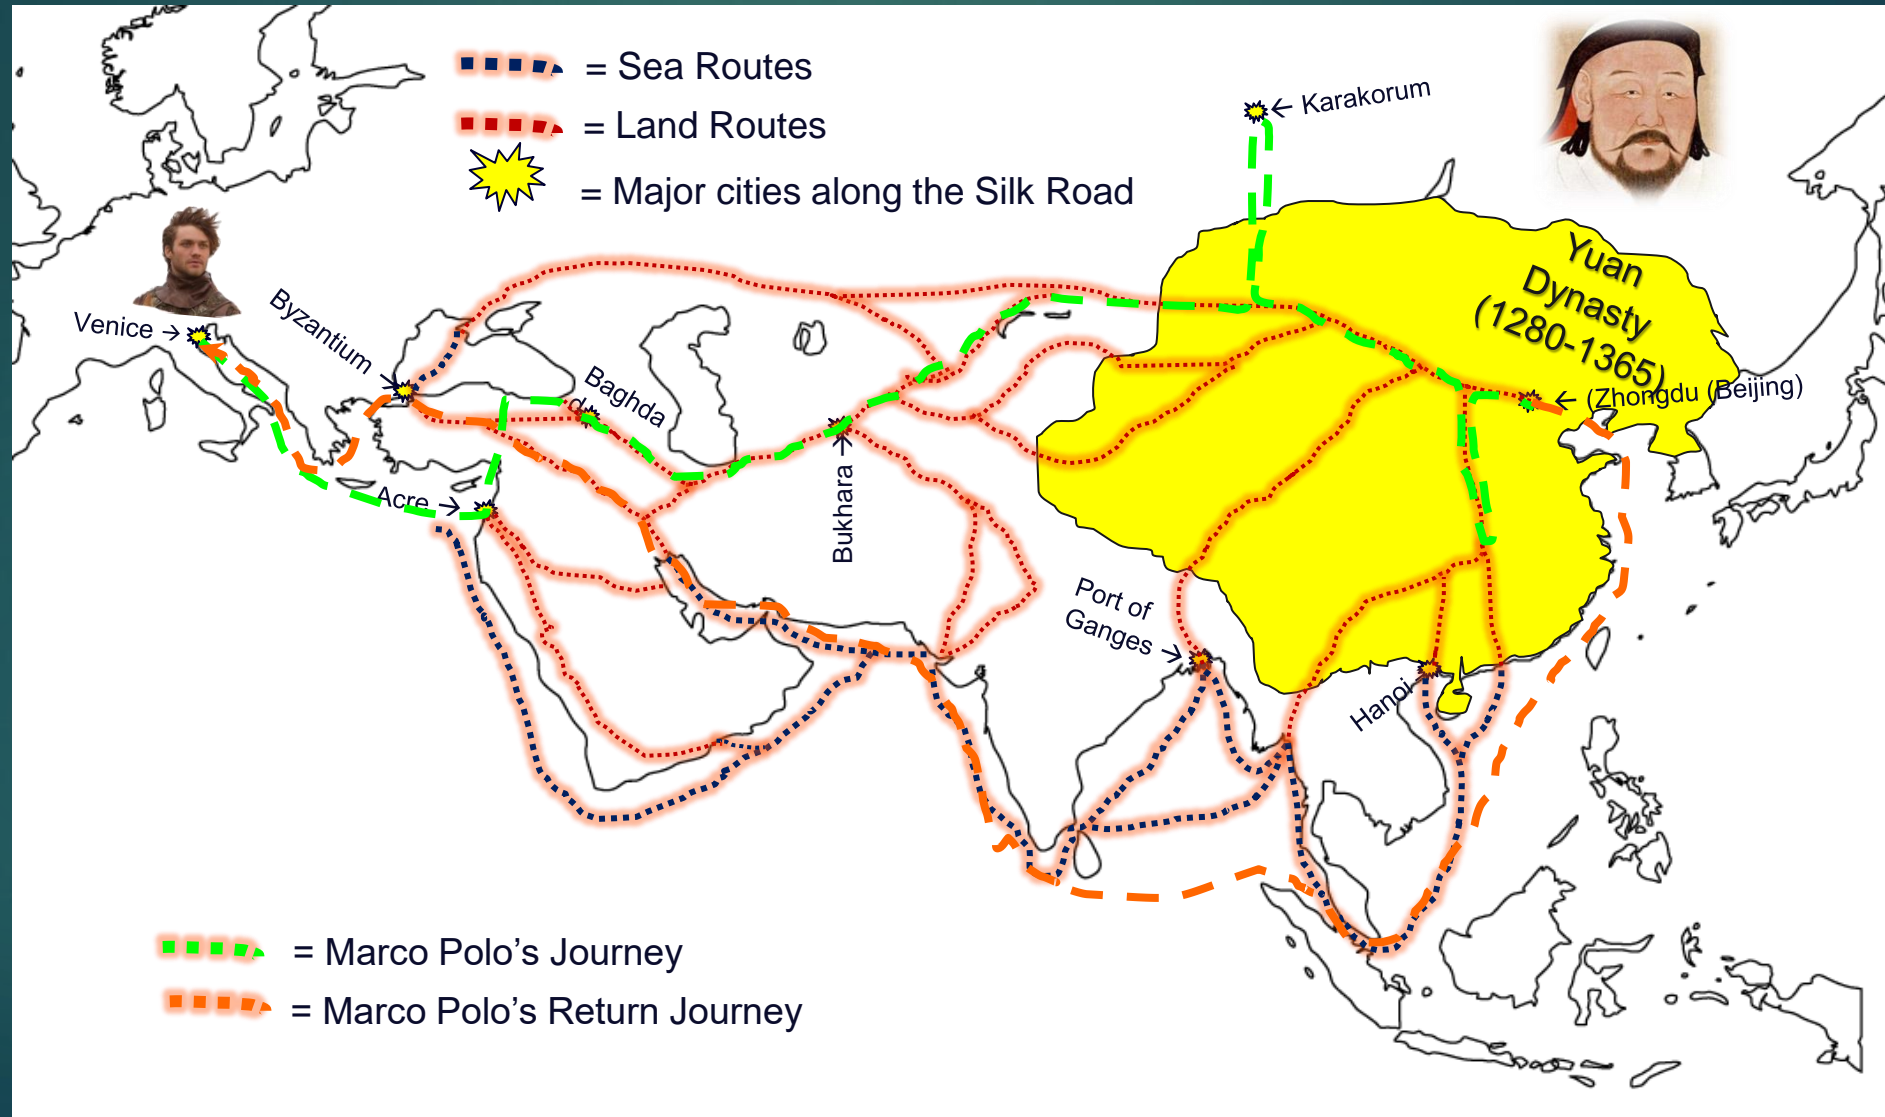 = Sea Routes
= Land Routes
= Major cities along the Silk Road
← Karakorum
Yuan
Dynasty
(1280-1365)
Venice →
Byzantium →
Baghda
d→
← (Zhongdu (Beijing)
Acre →
Bukhara →
Port of
Ganges →
Hanoi→
= Marco Polo’s Journey
= Marco Polo’s Return Journey